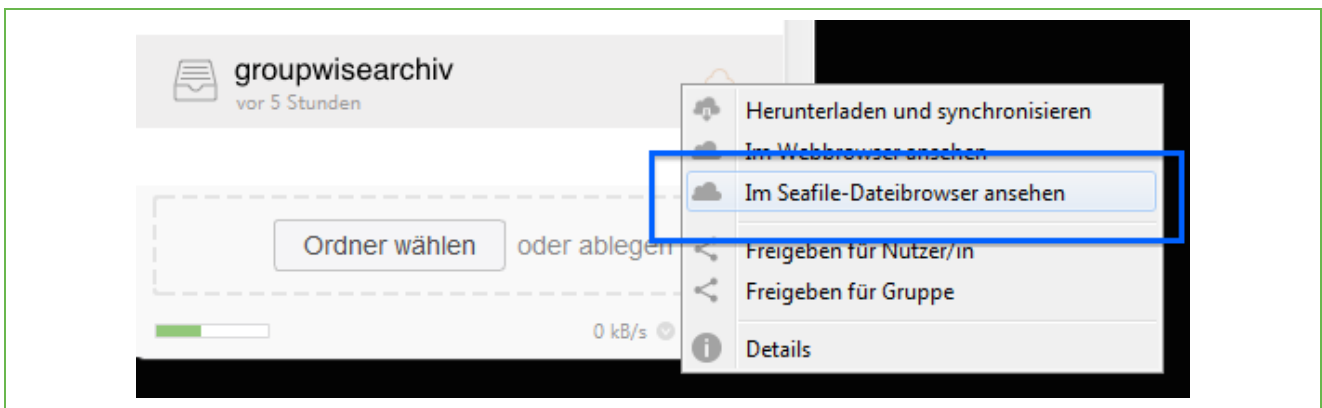 groupwisearchiv
vor 5 Stunden
Herunterladen und synchronisieren
Im Webbrowser ansehen
Im Seafile-Dateibrowser ansehen
Ordner wählen oder ablegen
Freigeben für Nutzer/in
Freigeben für Gruppe
0 kB/s
Details